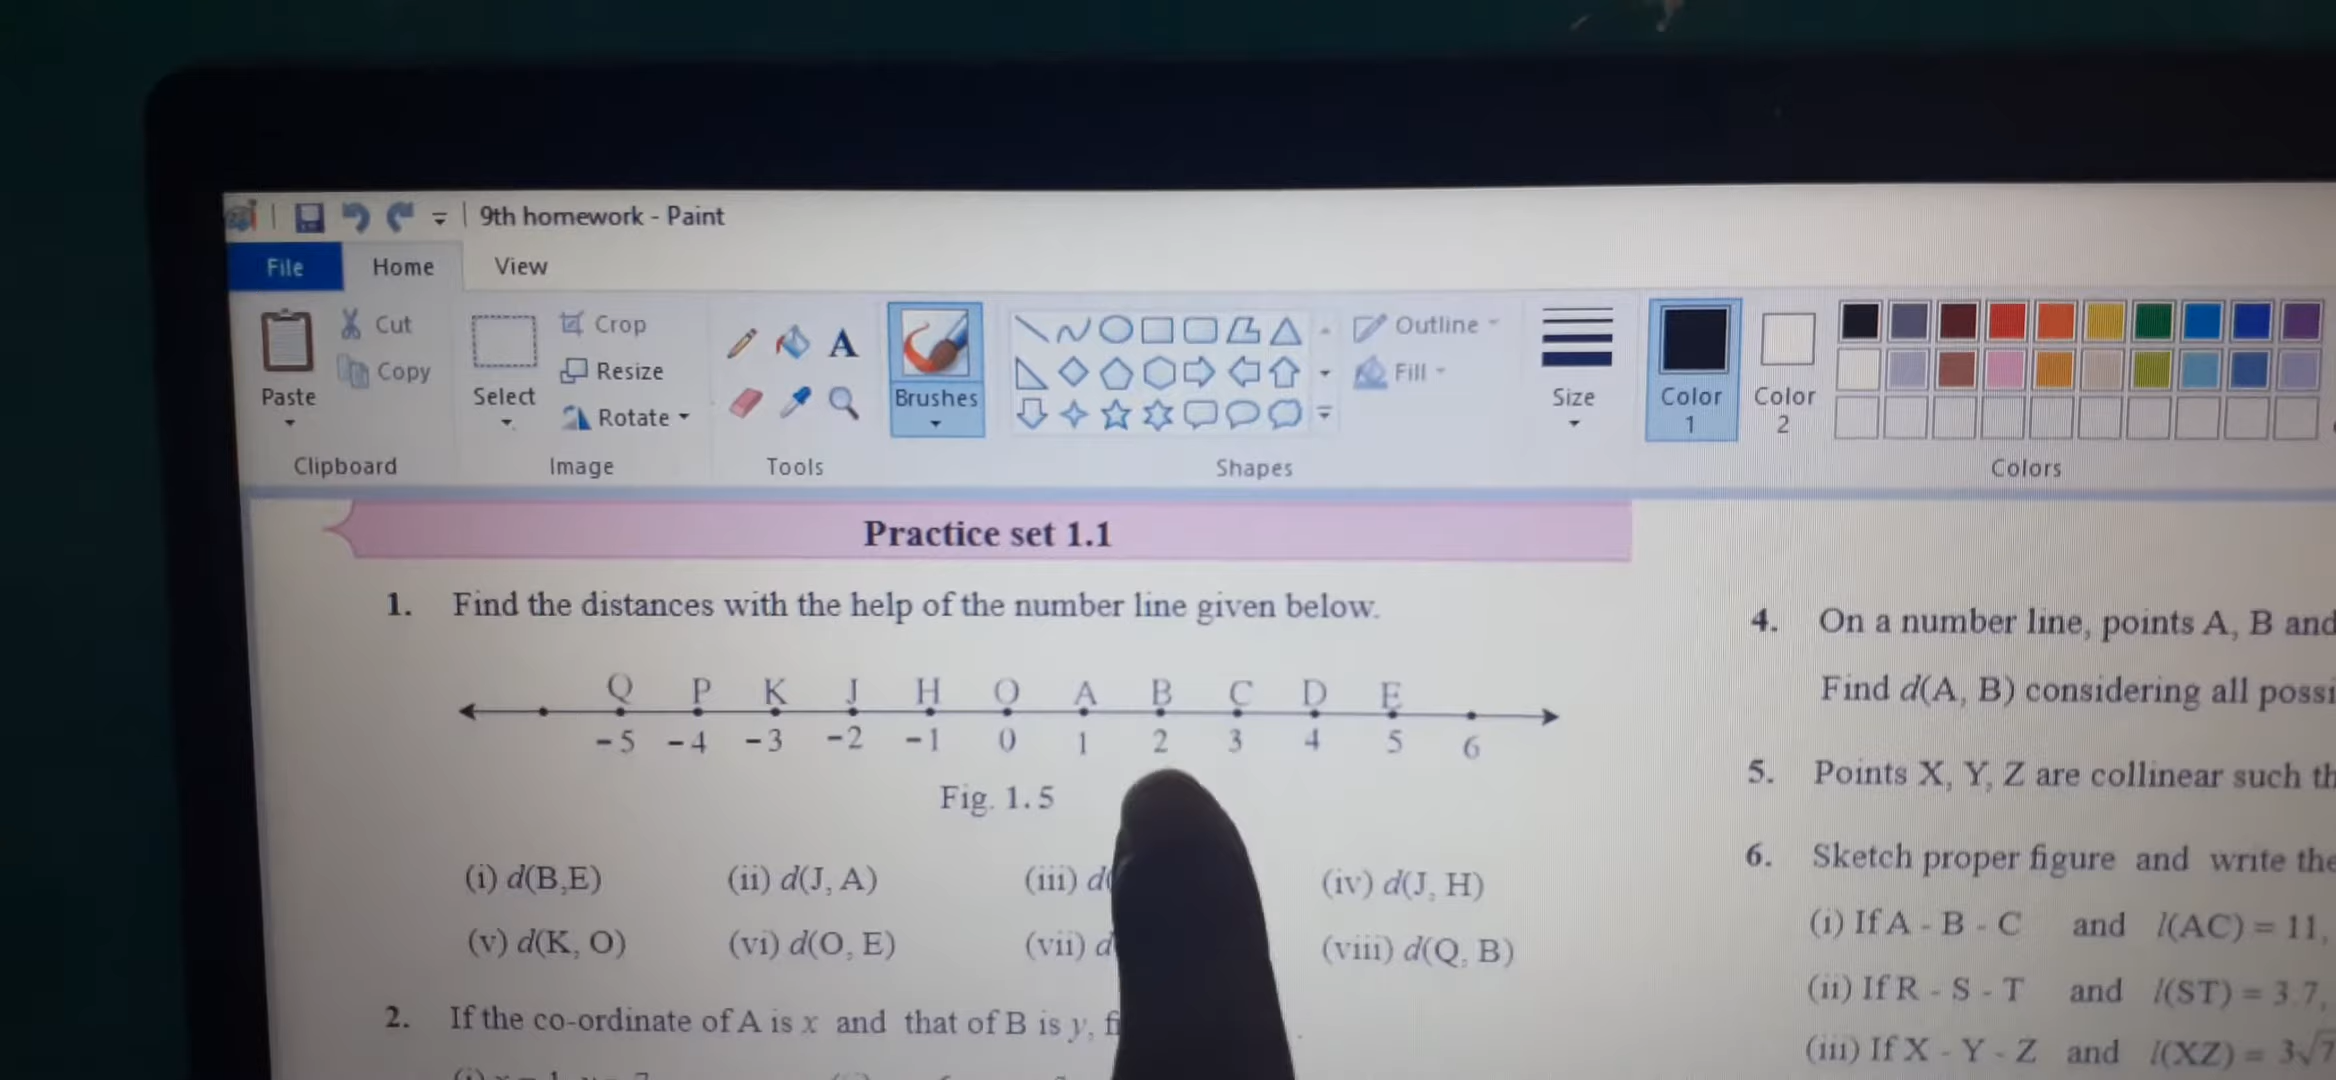 9th homework - Paint
File Home View
Paste Cut Copy Select Crop Resize Rotate A Brushes Outline Fill Size Color 1 Color 2
Clipboard Image Tools Shapes Colors
Practice set 1.1
1. Find the distances with the help of the number line given below.
Q P K J H O A B C D E
-5 -4 -3 -2 -1 0 1 2 3 4 5 6
Fig. 1.5
(i) d(B,E) (ii) d(J, A) (iii) d( (iv) d(J, H)
(v) d(K, O) (vi) d(O, E) (vii) d (viii) d(Q, B)
2. If the co-ordinate of A is x and that of B is y,
4. On a number line, points A, B and
Find d(A, B) considering all
5. Points X, Y, Z are collinear such
6. Sketch proper figure and write
(i) If A - B - C and l(AC) = 11,
(ii) If R - S - T and l(ST) = 3.7,
(iii) If X - Y - Z and l(XZ) = 3√7